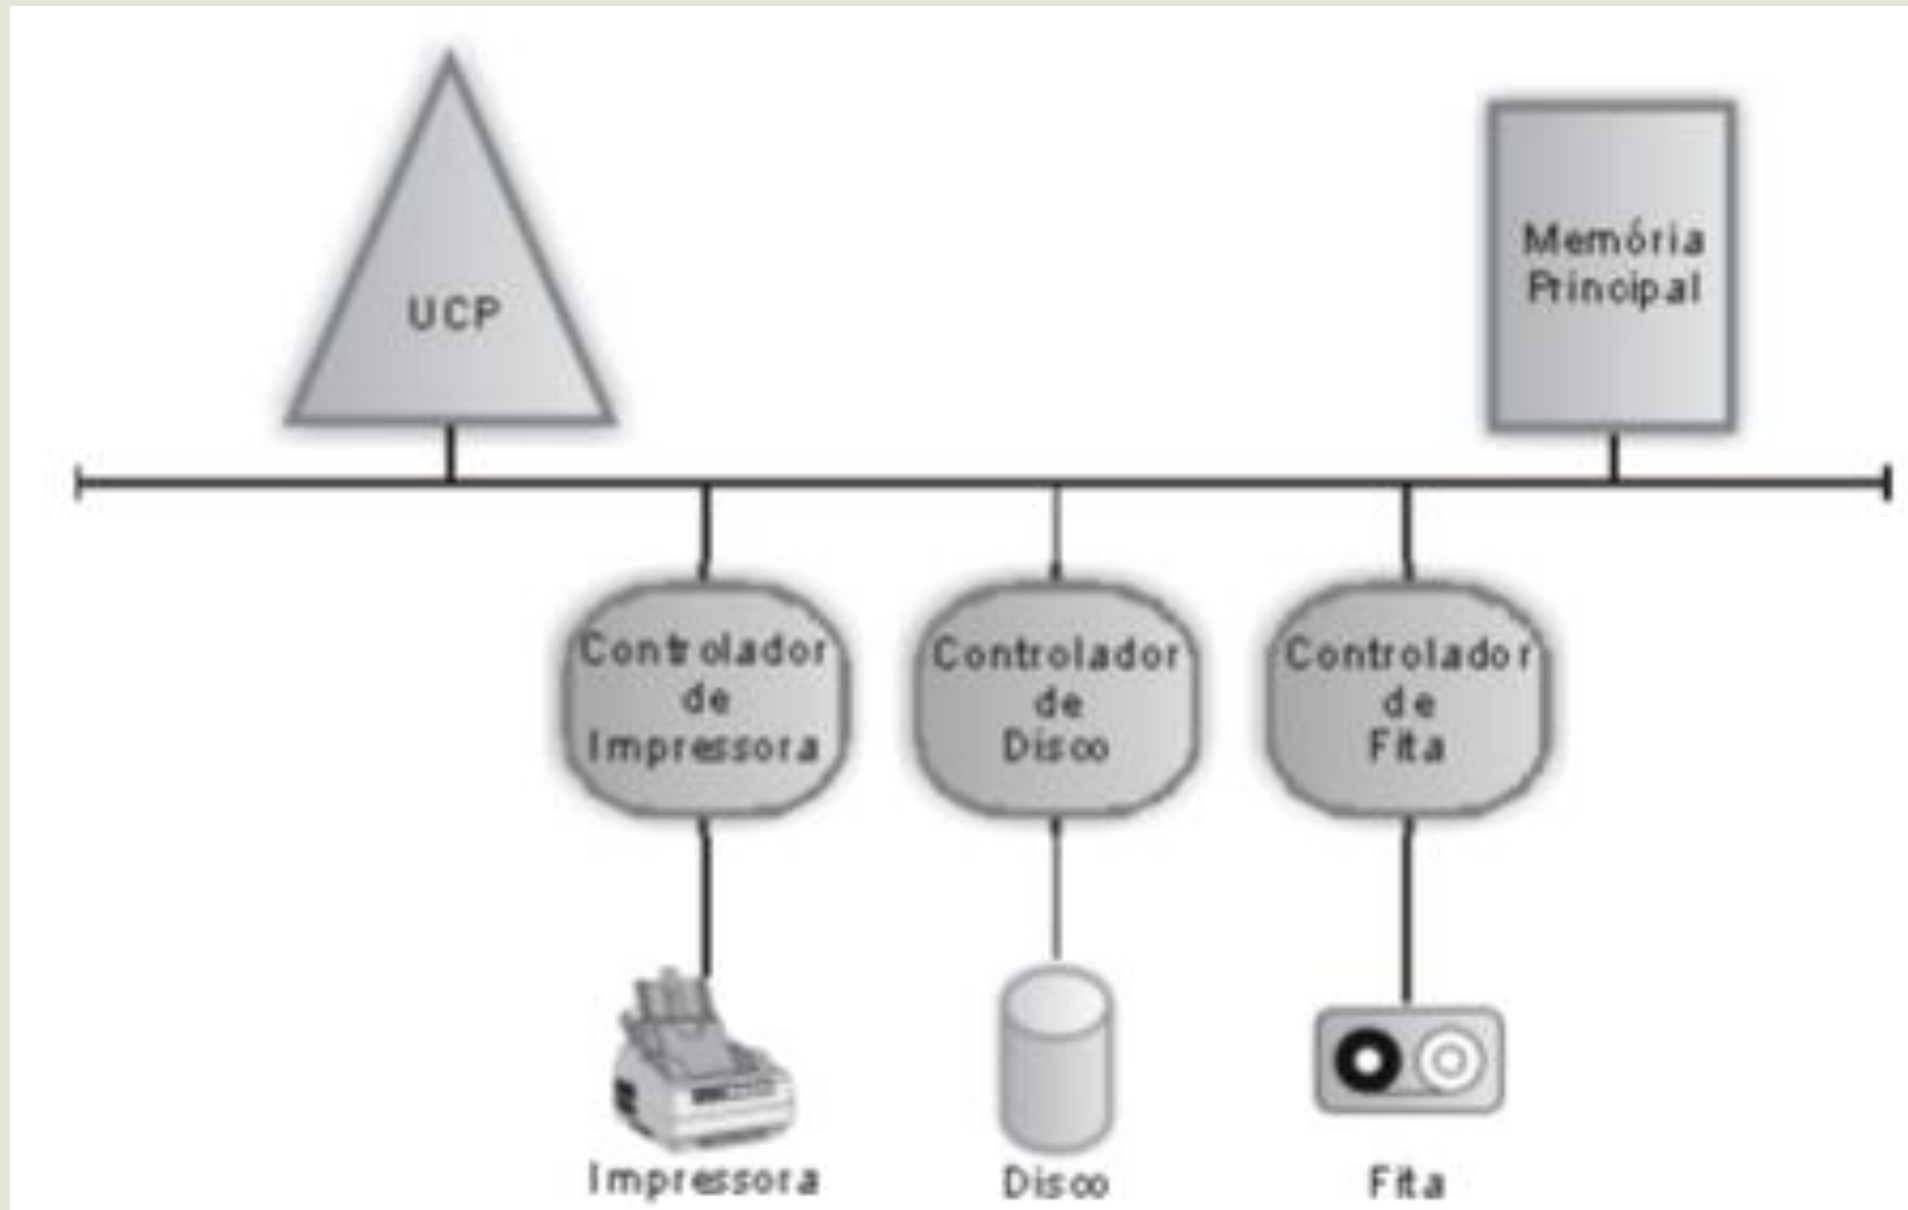 UCP
Memória
Principal
Controlador
de
Impressora
Controlador
de
Disco
Controlador
de
Fita
Impressora
Disco
Fita